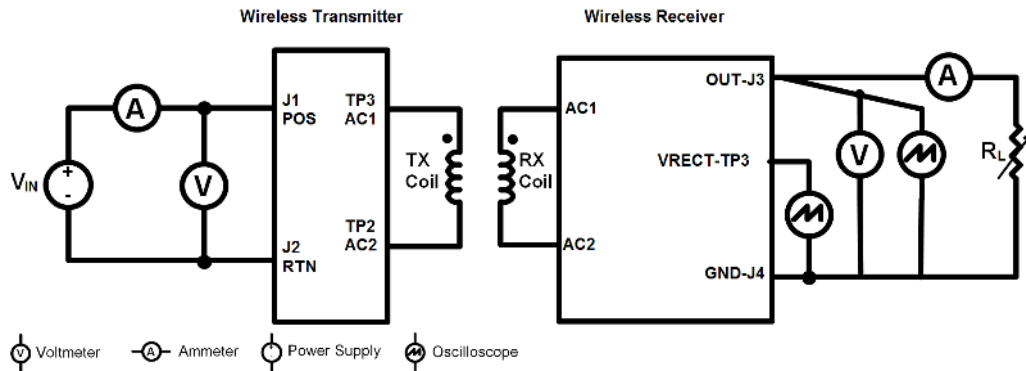 Wireless Transmitter
Wireless Receiver
A
J1
POS
TP3
AC1
TX
Coil
RX
Coil
AC1
OUT-J3
A
VIN
+
-
V
VRECT-TP3
V
RL
TP2
AC2
J2
RTN
AC2
GND-J4
V Voltmeter
A Ammeter
Power Supply
Oscilloscope